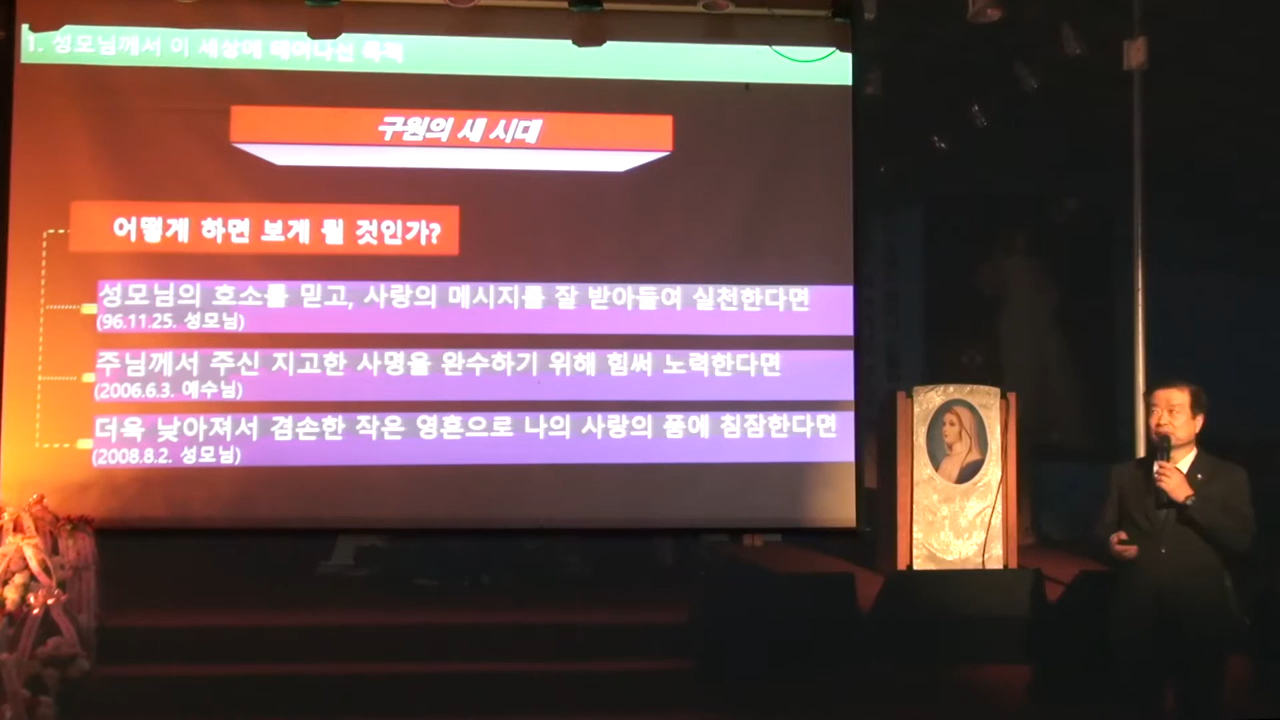 1. 성모님께서 이 세상에 태어나신 목적
구원의 새 시대
어떻게 하면 보게 될 것인가?
성모님의 호소를 믿고, 사랑의 메시지를 잘 받아들여 실천한다면
(96.11.25. 성모님)
주님께서 주신 지고한 사명을 완수하기 위해 힘써 노력한다면
(2006.6.3. 예수님)
더욱 낮아져서 겸손한 작은 영혼으로 나의 사랑의 품에 침잠한다면
(2008.8.2. 성모님)